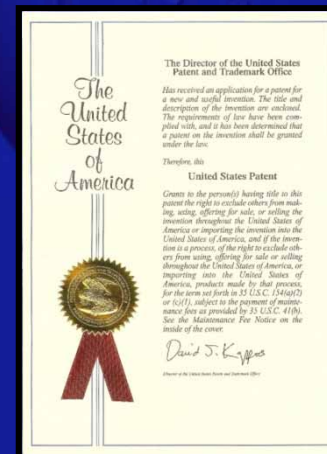 The
United
States
of
America
The Director of the United States
Patent and Trademark Office
Has received an application for a patent for
a new and useful invention. The title and
description of the invention are enclosed.
The requirements of law have been com-
plied with, and it has been determined that
a patent on the invention shall be granted
under the law.
Therefore, this
United States Patent
Grants to the person(s) having title to this
patent the right to exclude others from mak-
ing, using, offering for sale, or selling the
invention throughout the United States of
America or importing the invention into the
United States of America, and if the inven-
tion is a process, of the right to exclude oth-
ers from using, offering for sale or selling
throughout the United States of America, or
importing into the United States of
America, products made by that process,
for the term set forth in 35 U.S.C. 154(a)(2)
or (c)(1), subject to the payment of mainte-
nance fees as provided by 35 U.S.C. 41(b).
See the Maintenance Fee Notice on the
inside of the cover.
David J. Kappos
Director of the United States Patent and Trademark Office